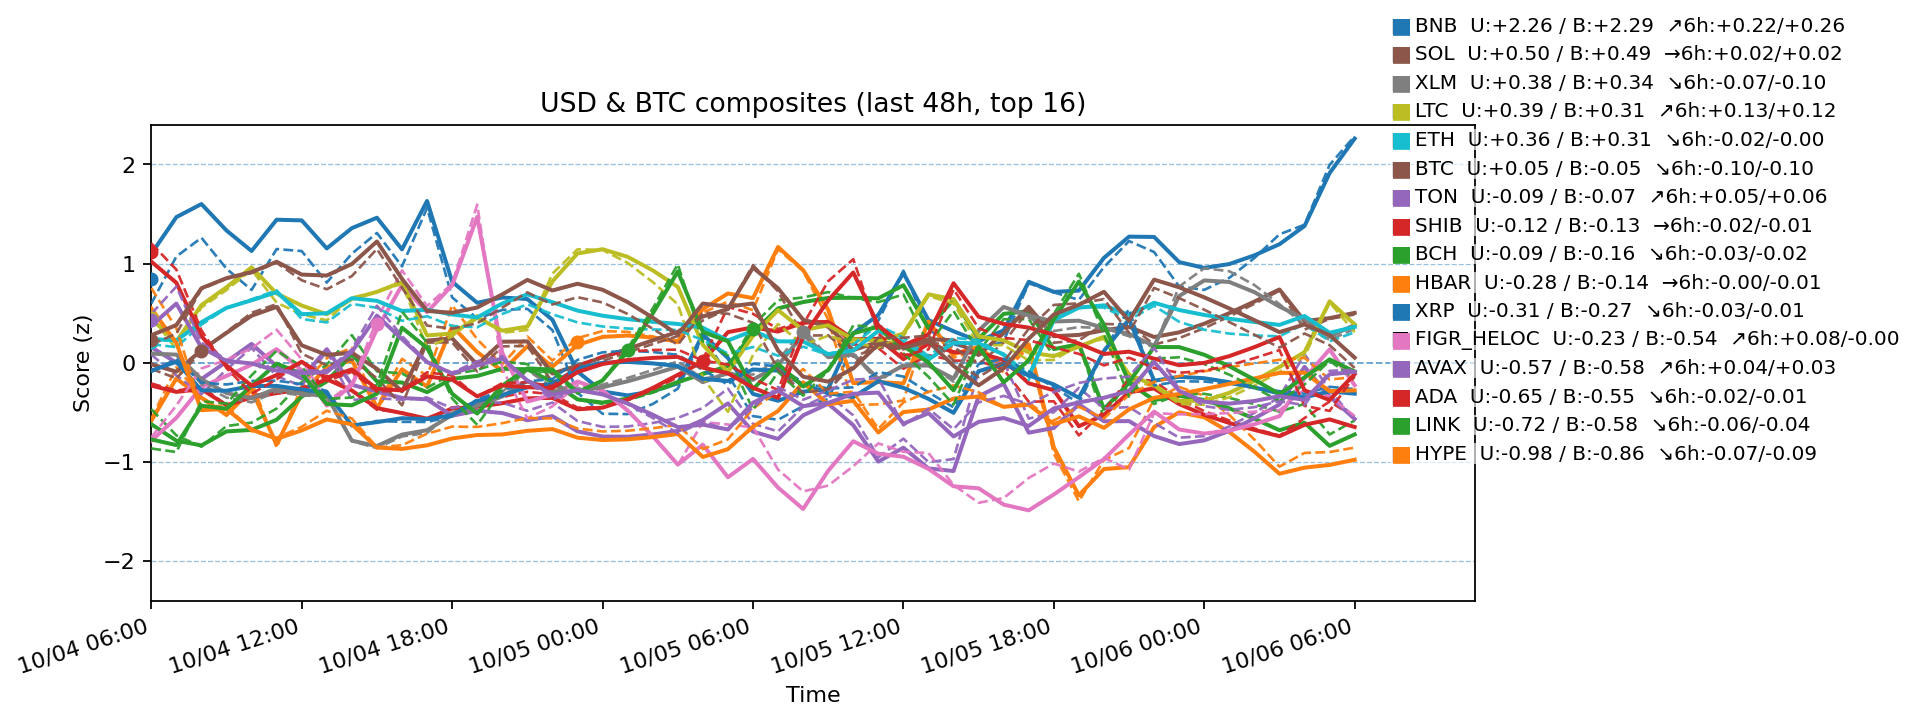 USD & BTC composites (last 48h, top 16)
BNB U:+2.26 / B:+2.29 ↗6h:+0.22/+0.26
SOL U:+0.50 / B:+0.49 →6h:+0.02/+0.02
XLM U:+0.38 / B:+0.34 ↘6h:-0.07/-0.10
LTC U:+0.39 / B:+0.31 ↗6h:+0.13/+0.12
ETH U:+0.36 / B:+0.31 ↘6h:-0.02/-0.00
BTC U:+0.05 / B:-0.05 ↘6h:-0.10/-0.10
TON U:-0.09 / B:-0.07 ↗6h:+0.05/+0.06
SHIB U:-0.12 / B:-0.13 →6h:-0.02/-0.01
BCH U:-0.09 / B:-0.16 ↘6h:-0.03/-0.02
HBAR U:-0.28 / B:-0.14 →6h:-0.00/-0.01
XRP U:-0.31 / B:-0.27 ↘6h:-0.03/-0.01
FIGR_HELOC U:-0.23 / B:-0.54 ↗6h:+0.08/-0.00
AVAX U:-0.57 / B:-0.58 ↗6h:+0.04/+0.03
ADA U:-0.65 / B:-0.55 ↘6h:-0.02/-0.01
LINK U:-0.72 / B:-0.58 ↘6h:-0.06/-0.04
HYPE U:-0.98 / B:-0.86 ↘6h:-0.07/-0.09
Score (z)
2
1
0
−1
−2
10/04 06:00
10/04 12:00
10/04 18:00
10/05 00:00
10/05 06:00
10/05 12:00
10/05 18:00
10/06 00:00
10/06 06:00
Time